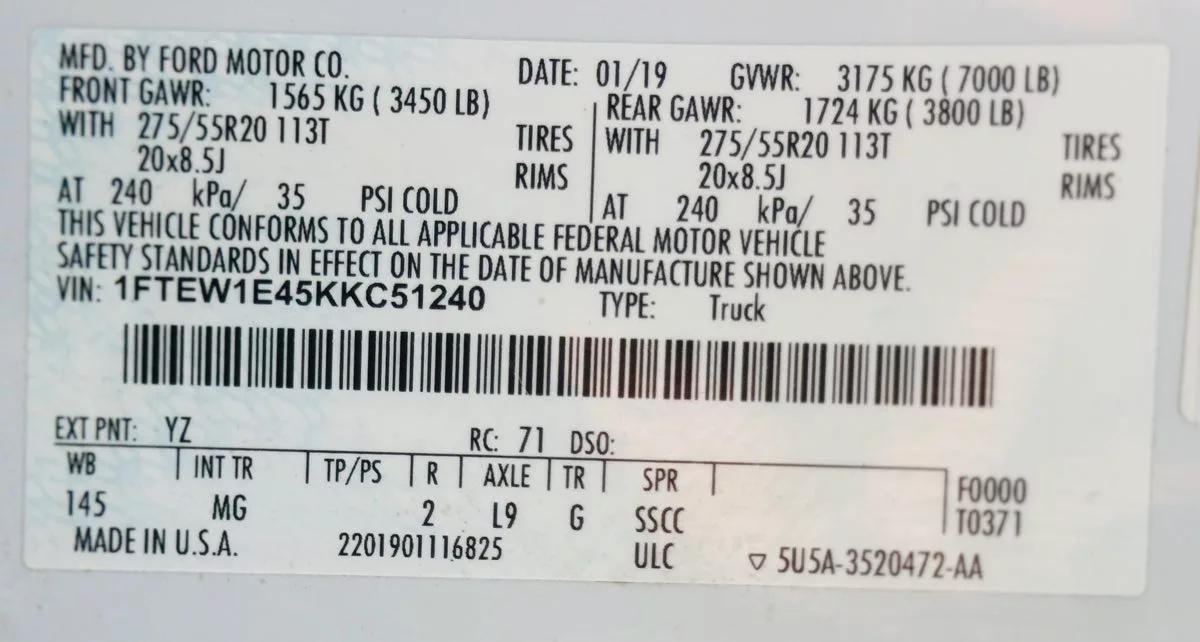 MFD. BY FORD MOTOR CO.
DATE: 01/19 GVWR: 3175 KG ( 7000 LB)
FRONT GAWR: 1565 KG ( 3450 LB) REAR GAWR: 1724 KG ( 3800 LB)
WITH 275/55R20 113T TIRES WITH 275/55R20 113T TIRES
20x8.5J RIMS 20x8.5J RIMS
AT 240 kPa/ 35 PSI COLD AT 240 kPa/ 35 PSI COLD
THIS VEHICLE CONFORMS TO ALL APPLICABLE FEDERAL MOTOR VEHICLE
SAFETY STANDARDS IN EFFECT ON THE DATE OF MANUFACTURE SHOWN ABOVE.
VIN: 1FTEW1E45KKC51240 TYPE: Truck
EXT PNT: YZ RC: 71 DSO:
WB INT TR TP/PS R AXLE TR SPR F0000
145 MG 2 L9 G SSCC T0371
MADE IN U.S.A. 2201901116825 ULC ▽ 5U5A-3520472-AA